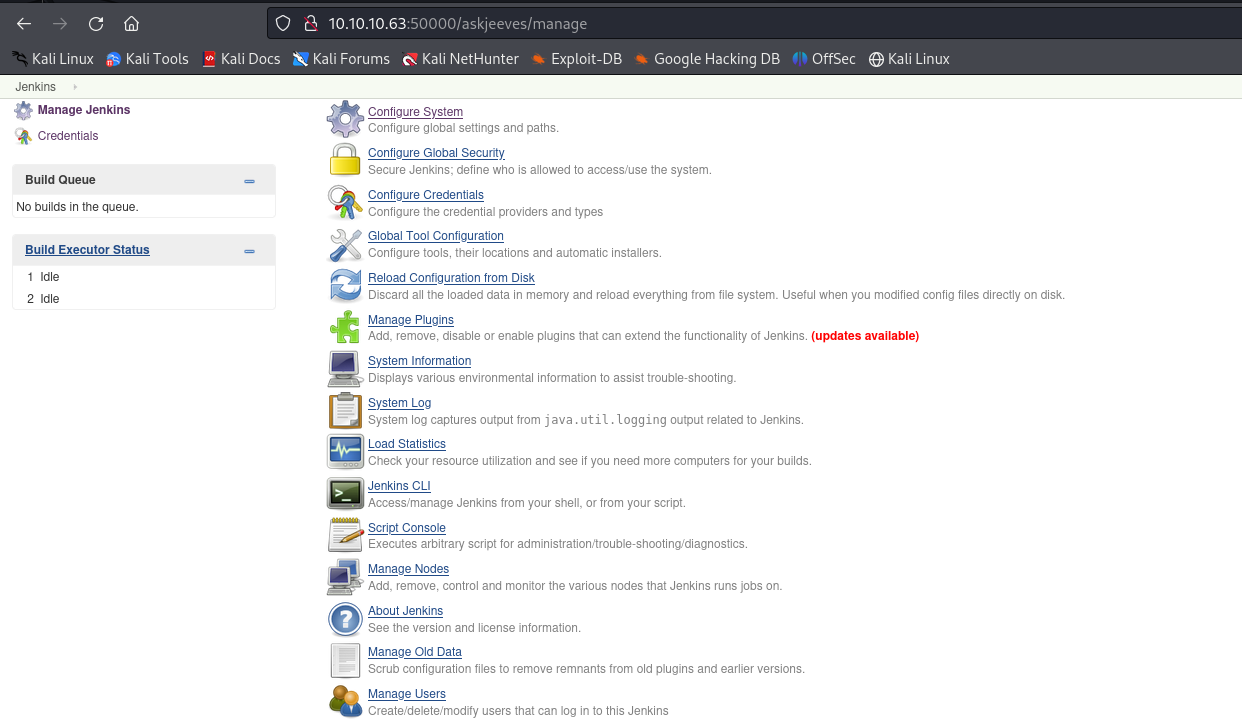 10.10.10.63:50000/askjeeves/manage
Kali Linux Kali Tools Kali Docs Kali Forums Kali NetHunter Exploit-DB Google Hacking DB OffSec Kali Linux
Jenkins
Manage Jenkins
Credentials
Build Queue
No builds in the queue.
Build Executor Status
1 Idle
2 Idle
Configure System
Configure global settings and paths.
Configure Global Security
Secure Jenkins; define who is allowed to access/use the system.
Configure Credentials
Configure the credential providers and types
Global Tool Configuration
Configure tools, their locations and automatic installers.
Reload Configuration from Disk
Discard all the loaded data in memory and reload everything from file system. Useful when you modified config files directly on disk.
Manage Plugins
Add, remove, disable or enable plugins that can extend the functionality of Jenkins. (updates available)
System Information
Displays various environmental information to assist trouble-shooting.
System Log
System log captures output from java.util.logging output related to Jenkins.
Load Statistics
Check your resource utilization and see if you need more computers for your builds.
Jenkins CLI
Access/manage Jenkins from your shell, or from your script.
Script Console
Executes arbitrary script for administration/trouble-shooting/diagnostics.
Manage Nodes
Add, remove, control and monitor the various nodes that Jenkins runs jobs on.
About Jenkins
See the version and license information.
Manage Old Data
Scrub configuration files to remove remnants from old plugins and earlier versions.
Manage Users
Create/delete/modify users that can log in to this Jenkins